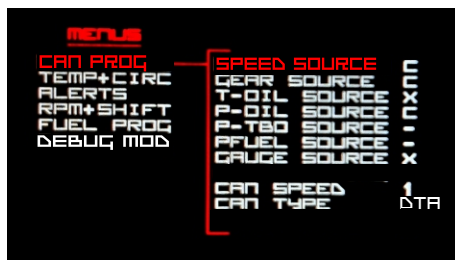 MENUS
CAN PROG
TEMP+CIRC
ALERTS
RPM+SHIFT
FUEL PROG
DEBUG MOD
SPEED SOURCE C
GEAR SOURCE C
T-OIL SOURCE X
P-OIL SOURCE C
P-TBO SOURCE -
PFUEL SOURCE -
GAUGE SOURCE X
CAN SPEED 1
CAN TYPE DTA